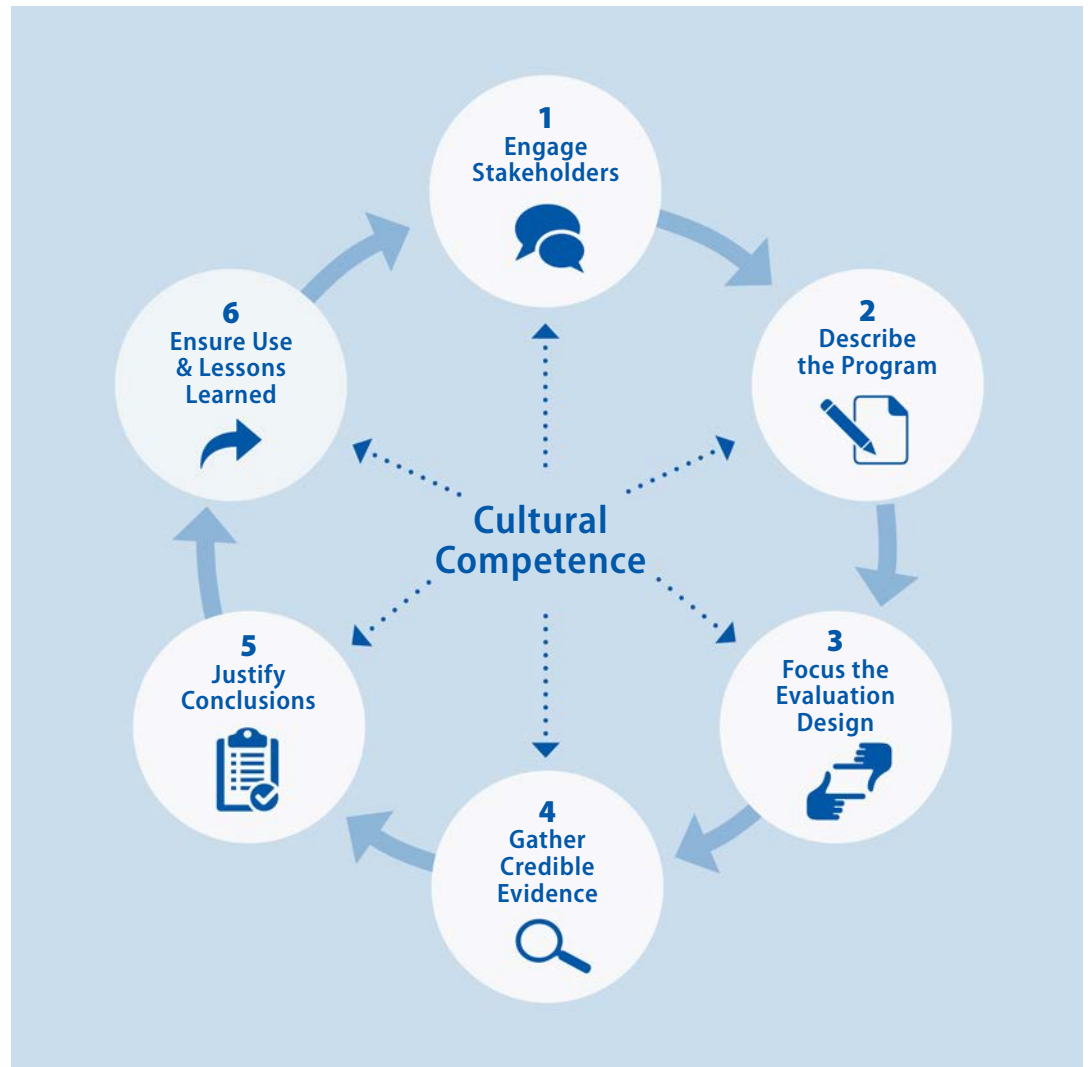 1
Engage
Stakeholders
2
Describe
the Program
3
Focus the
Evaluation
Design
4
Gather
Credible
Evidence
5
Justify
Conclusions
6
Ensure Use
& Lessons
Learned
Cultural
Competence